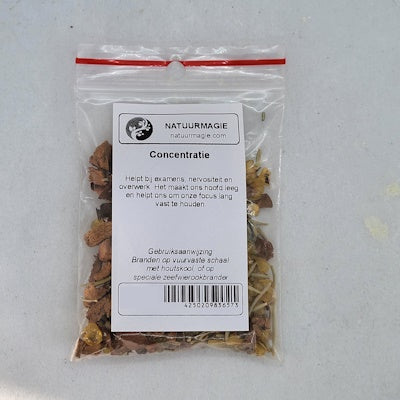 NATUURMAGIE
natuurmagie.com
Concentratie
Helpt bij examens, nervositeit en
overwerk. Het maakt ons hoofd leeg
en helpt ons om onze focus lang
vast te houden.
Gebruiksaanwijzing
Branden op vuurvaste schaal
met houtskool, of op
speciale zeefwierookbrander
4250209836573